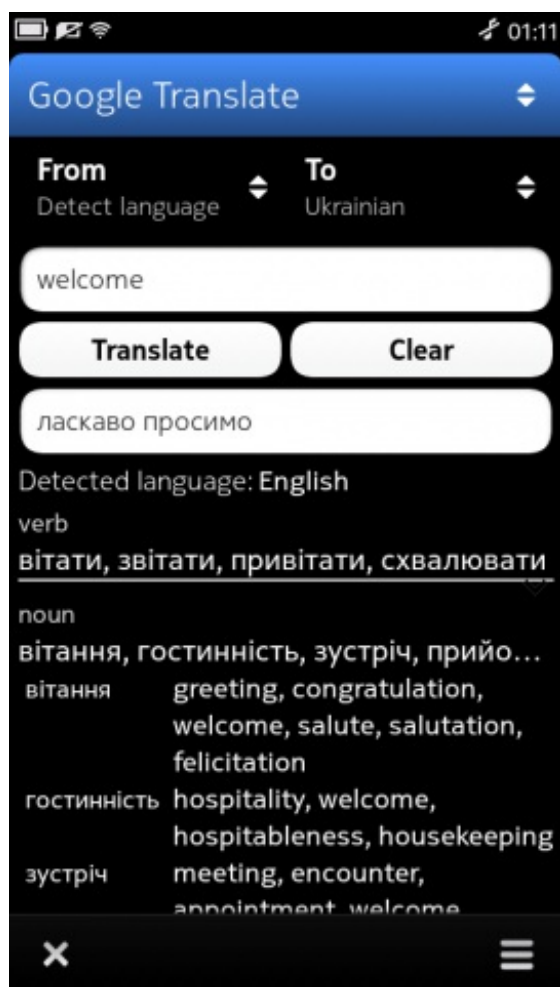 01:11
Google Translate
From To
Detect language Ukrainian
welcome
Translate Clear
ласкаво просимо
Detected language: English
verb
вітати, звітати, привітати, схвалювати
noun
вітання, гостинність, зустріч, прийо...
вітання greeting, congratulation,
welcome, salute, salutation,
felicitation
гостинність hospitality, welcome,
hospitableness, housekeeping
зустріч meeting, encounter,
appointment, welcome